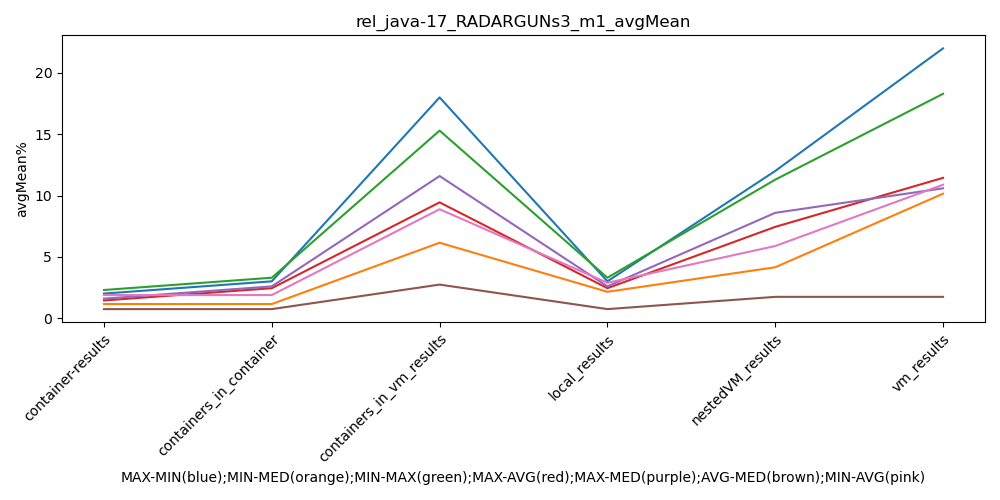 rel_java-17_RADARGUNs3_m1_avgMean
avgMean%
20
15
10
5
0
container-results
containers_in_container
containers_in_vm_results
local_results
nestedVM_results
vm_results
MAX-MIN(blue);MIN-MED(orange);MIN-MAX(green);MAX-AVG(red);MAX-MED(purple);AVG-MED(brown);MIN-AVG(pink)